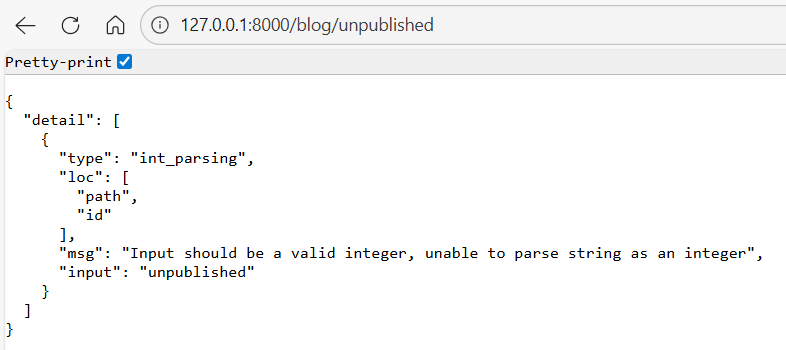 127.0.0.1:8000/blog/unpublished
Pretty-print
{
  "detail": [
    {
      "type": "int_parsing",
      "loc": [
        "path",
        "id"
      ],
      "msg": "Input should be a valid integer, unable to parse string as an integer",
      "input": "unpublished"
    }
  ]
}